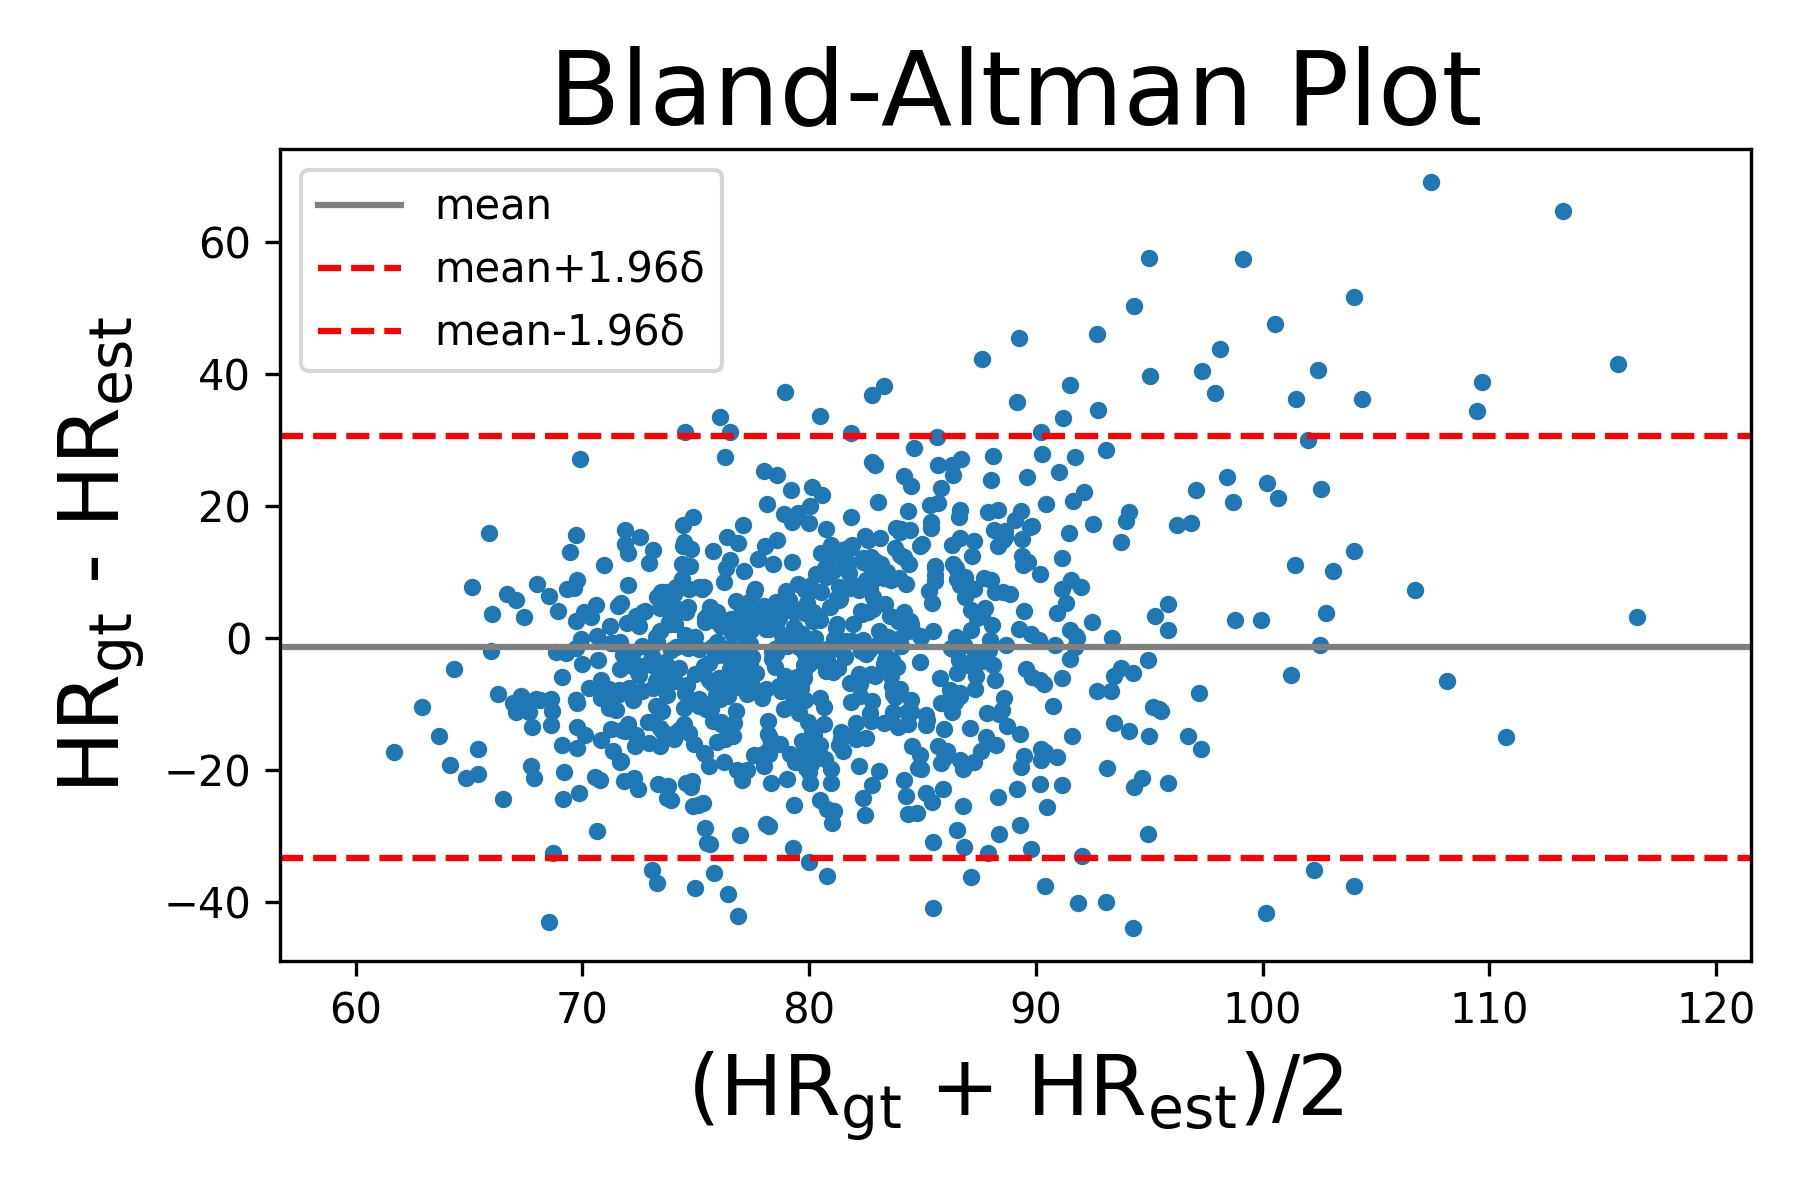 Bland-Altman Plot
mean
mean+1.96δ
mean-1.96δ
HRgt - HRest
60
40
20
0
−20
−40
60 70 80 90 100 110 120
(HRgt + HRest)/2